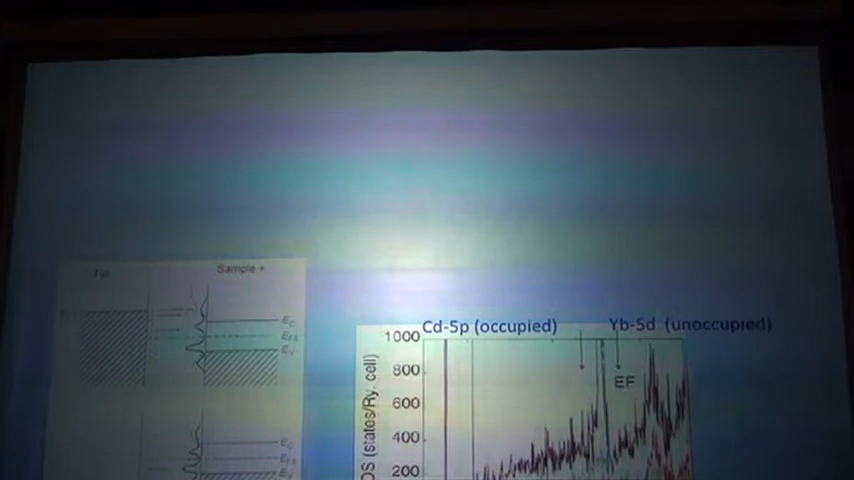 Tip
Sample +
E_C
E_FS
E_V
E_C
E_FS
E_V
Cd-5p (occupied)
Yb-5d (unoccupied)
EF
1000
800
600
400
200
OS (states/Ry. cell)